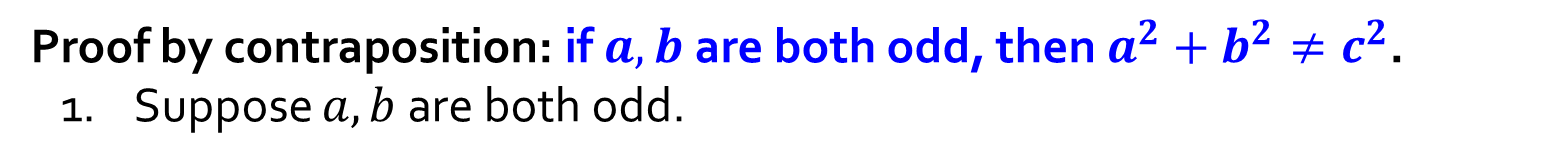 Proof by contraposition: if a, b are both odd, then a² + b² ≠ c².
1. Suppose a, b are both odd.